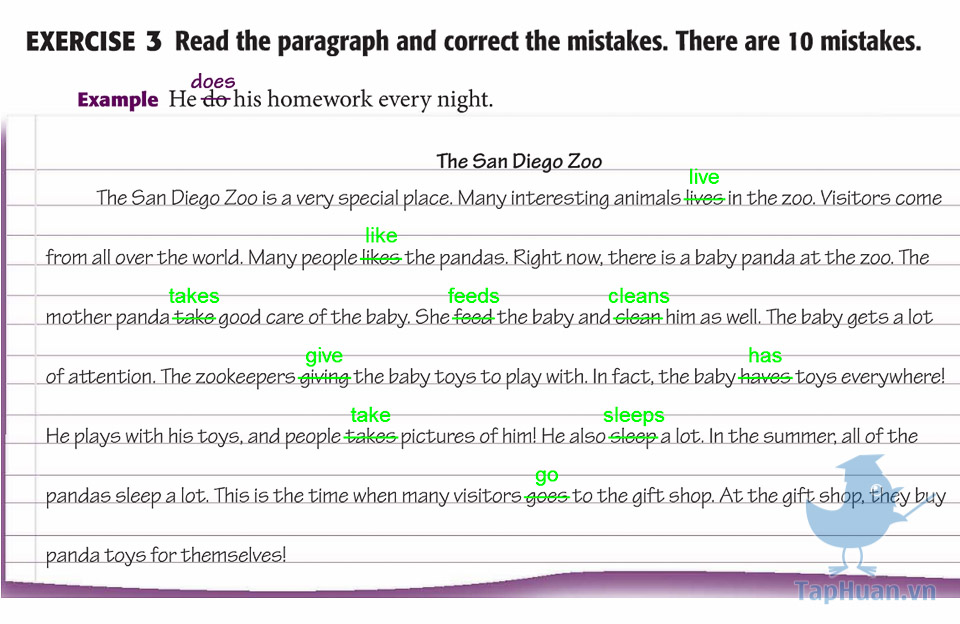 EXERCISE 3 Read the paragraph and correct the mistakes. There are 10 mistakes.
does
Example He do his homework every night.
The San Diego Zoo
live
The San Diego Zoo is a very special place. Many interesting animals lives in the zoo. Visitors come
like
from all over the world. Many people likes the pandas. Right now, there is a baby panda at the zoo. The
takes feeds cleans
mother panda take good care of the baby. She feed the baby and clean him as well. The baby gets a lot
give has
of attention. The zookeepers giving the baby toys to play with. In fact, the baby haves toys everywhere!
take sleeps
He plays with his toys, and people takes pictures of him! He also sleep a lot. In the summer, all of the
go
pandas sleep a lot. This is the time when many visitors goes to the gift shop. At the gift shop, they buy
panda toys for themselves!
TapHuan.vn